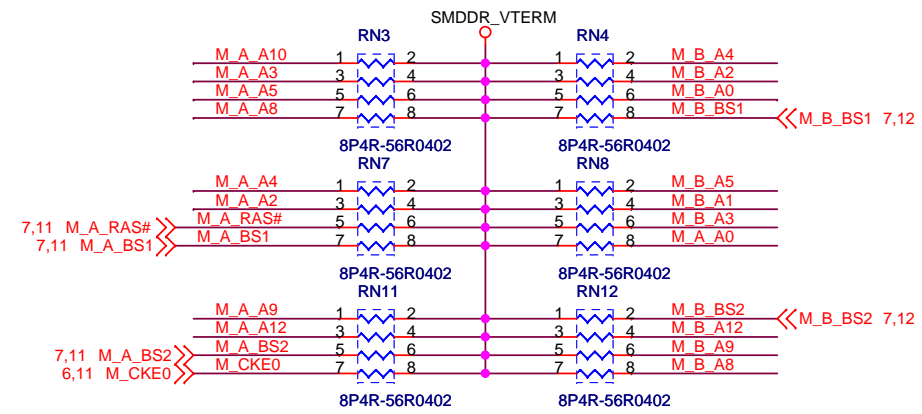 SMDDR_VTERM
RN3 RN4
M_A_A10 1 2 1 2 M_B_A4
M_A_A3 3 4 3 4 M_B_A2
M_A_A5 5 6 5 6 M_B_A0
M_A_A8 7 8 7 8 M_B_BS1 M_B_BS1 7,12
8P4R-56R0402 8P4R-56R0402
RN7 RN8
M_A_A4 1 2 1 2 M_B_A5
M_A_A2 3 4 3 4 M_B_A1
7,11 M_A_RAS# M_A_RAS# 5 6 5 6 M_B_A3
7,11 M_A_BS1 M_A_BS1 7 8 7 8 M_A_A0
8P4R-56R0402 8P4R-56R0402
RN11 RN12
M_A_A9 1 2 1 2 M_B_BS2 M_B_BS2 7,12
M_A_A12 3 4 3 4 M_B_A12
7,11 M_A_BS2 M_A_BS2 5 6 5 6 M_B_A9
6,11 M_CKE0 M_CKE0 7 8 7 8 M_B_A8
8P4R-56R0402 8P4R-56R0402